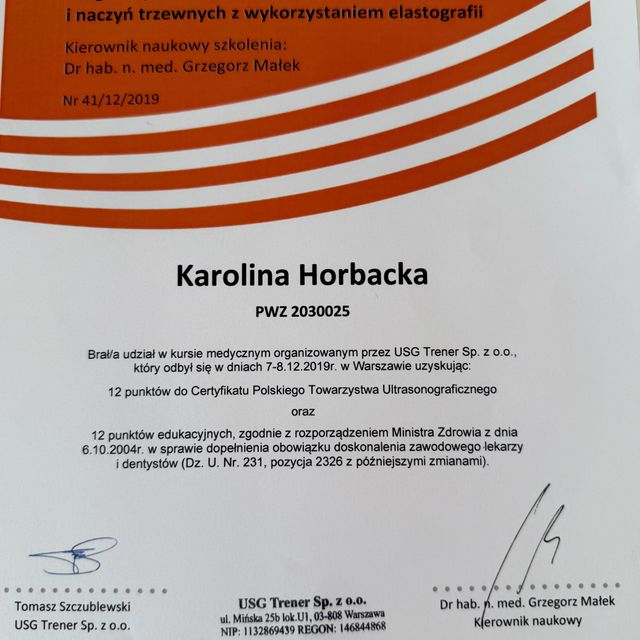 i naczyń trzewnych z wykorzystaniem elastografii
Kierownik naukowy szkolenia:
Dr hab. n. med. Grzegorz Małek
Nr 41/12/2019
Karolina Horbacka
PWZ 2030025
Brał/a udział w kursie medycznym organizowanym przez USG Trener Sp. z o.o.,
który odbył się w dniach 7-8.12.2019r. w Warszawie uzyskując:
12 punktów do Certyfikatu Polskiego Towarzystwa Ultrasonograficznego
oraz
12 punktów edukacyjnych, zgodnie z rozporządzeniem Ministra Zdrowia z dnia
6.10.2004r. w sprawie dopełnienia obowiązku doskonalenia zawodowego lekarzy
i dentystów (Dz. U. Nr. 231, pozycja 2326 z późniejszymi zmianami).
Tomasz Szczublewski
USG Trener Sp. z o.o.
USG Trener Sp. z o.o.
ul. Mińska 25b lok.U1, 03-808 Warszawa
NIP: 1132869439 REGON: 146844868
Dr hab. n. med. Grzegorz Małek
Kierownik naukowy